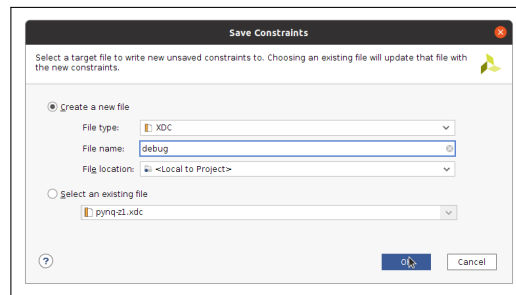 Save Constraints
Select a target file to write new unsaved constraints to. Choosing an existing file will update that file with
the new constraints.
Create a new file
File type: XDC
File name: debug
File location: <Local to Project>
Select an existing file
pynq-z1.xdc
? OK Cancel